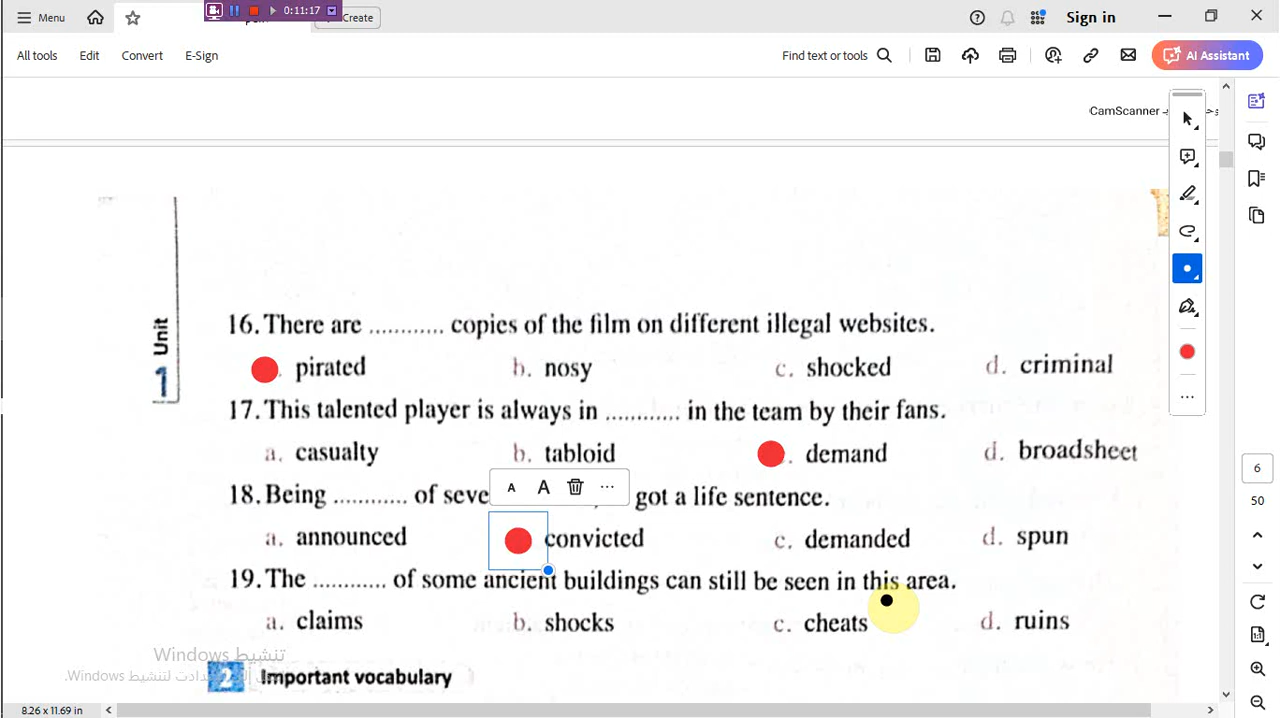 Menu
0:11:17
Create
Sign in
All tools
Edit
Convert
E-Sign
Find text or tools
AI Assistant
CamScanner
Unit
1
16. There are ............ copies of the film on different illegal websites.
pirated b. nosy c. shocked d. criminal
17. This talented player is always in ............ in the team by their fans.
a. casualty b. tabloid demand d. broadsheet
A A ...
18. Being ............ of seve got a life sentence.
a. announced convicted c. demanded d. spun
19. The ............ of some ancient buildings can still be seen in this area.
a. claims b. shocks c. cheats d. ruins
تنشيط Windows
لتنشيط Windows.
2 Important vocabulary
6
50
8.26 x 11.69 in